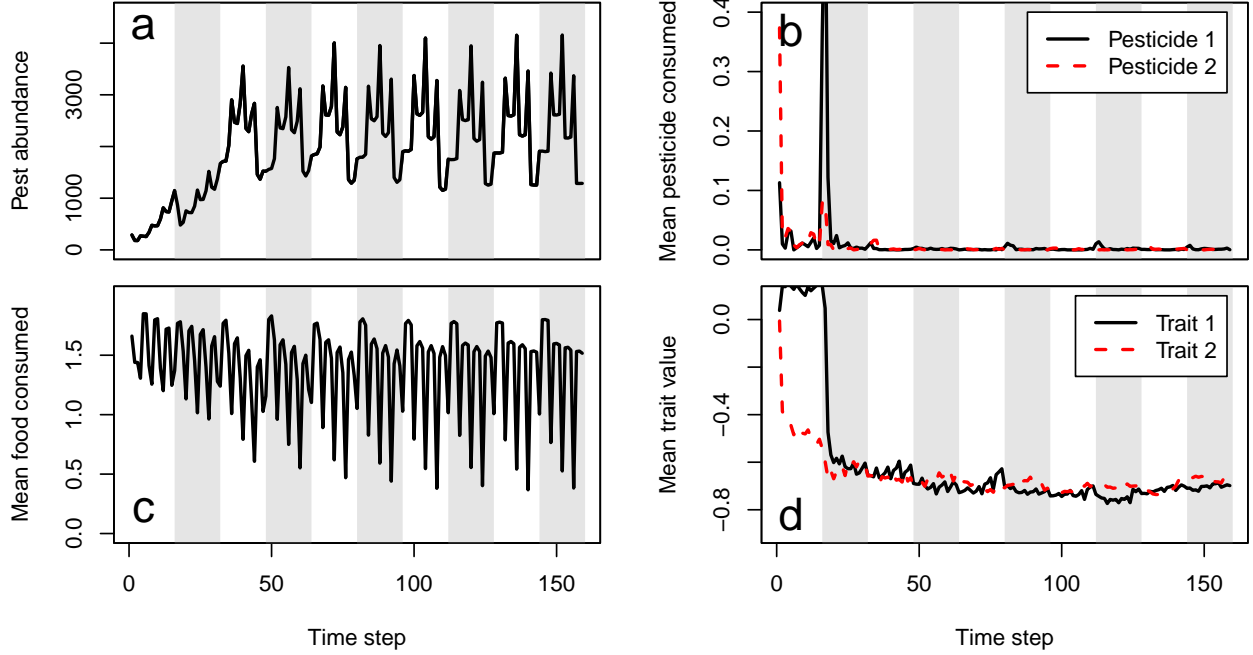 a
Pest abundance
3000
1000
0
b
Mean pesticide consumed
0.4
0.3
0.2
0.1
0.0
Pesticide 1
Pesticide 2
c
Mean food consumed
1.5
1.0
0.5
0.0
0 50 100 150
Time step
d
Mean trait value
0.0
−0.4
−0.8
Trait 1
Trait 2
0 50 100 150
Time step